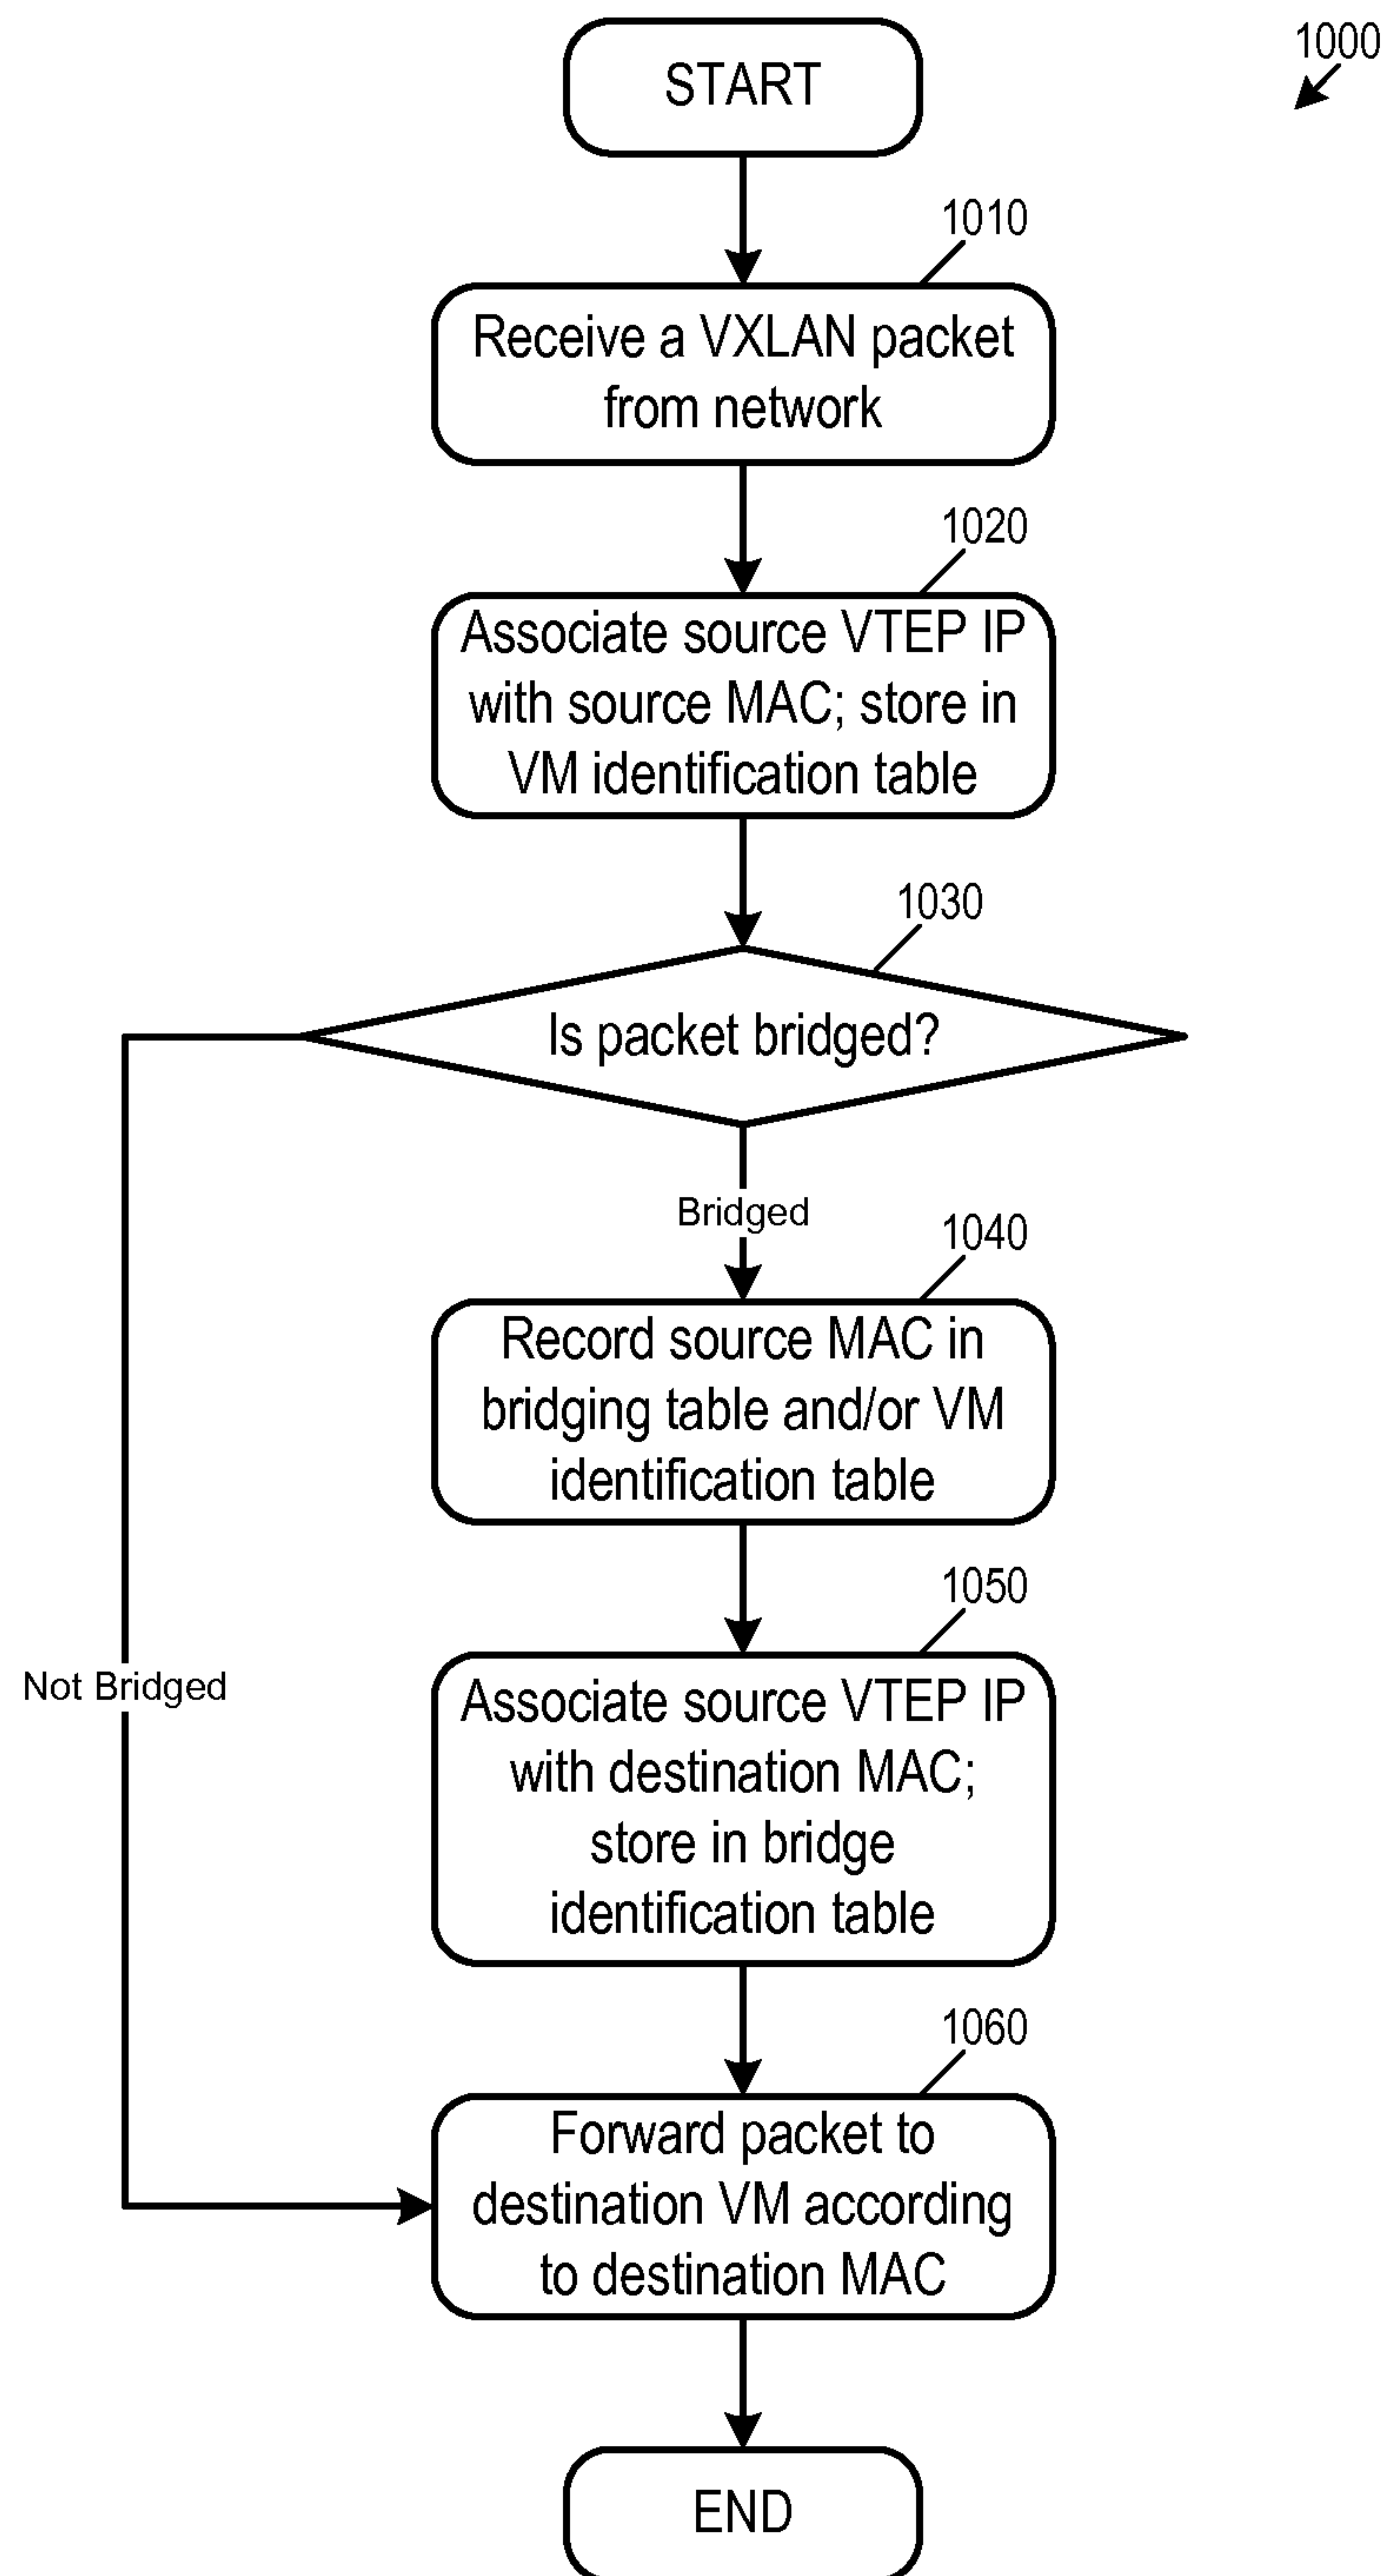 START
1000
1010
Receive a VXLAN packet
from network
1020
Associate source VTEP IP
with source MAC; store in
VM identification table
1030
Is packet bridged?
Bridged
1040
Record source MAC in
bridging table and/or VM
identification table
1050
Not Bridged
Associate source VTEP IP
with destination MAC;
store in bridge
identification table
1060
Forward packet to
destination VM according
to destination MAC
END